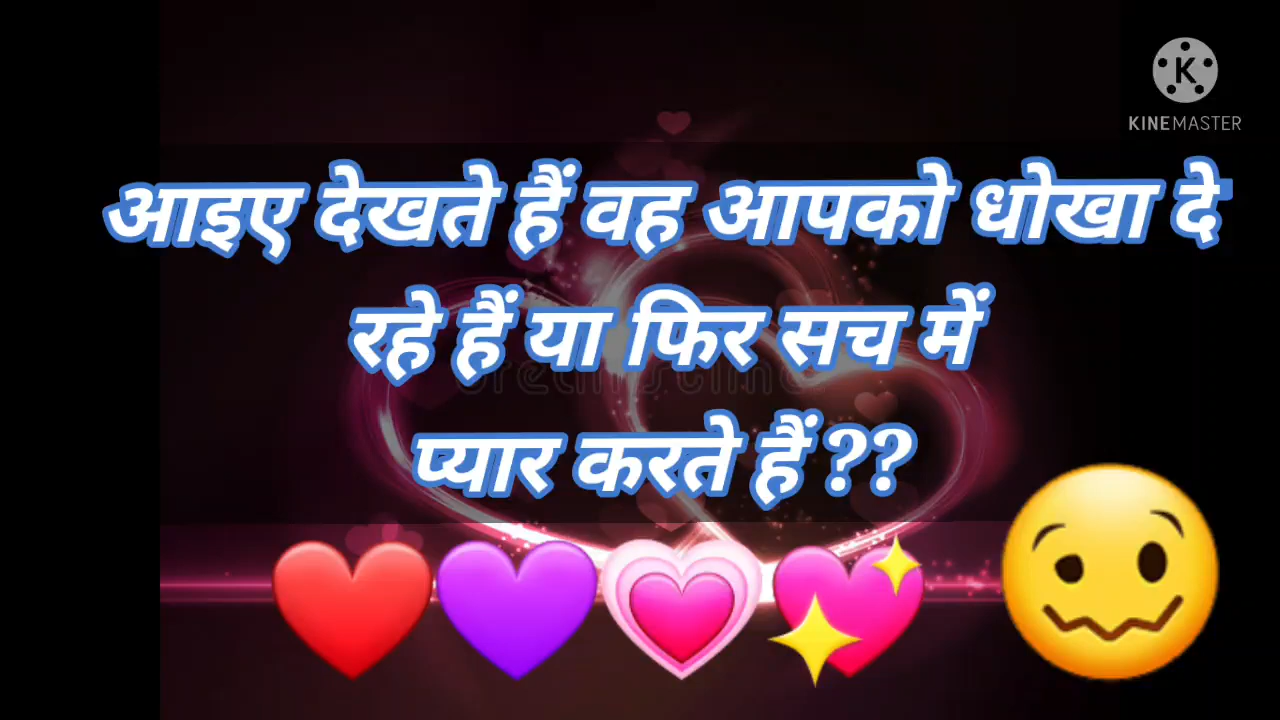 KINEMASTER
आइए देखते हैं वह आपको धोखा दे
रहे हैं या फिर सच में
प्यार करते हैं ??